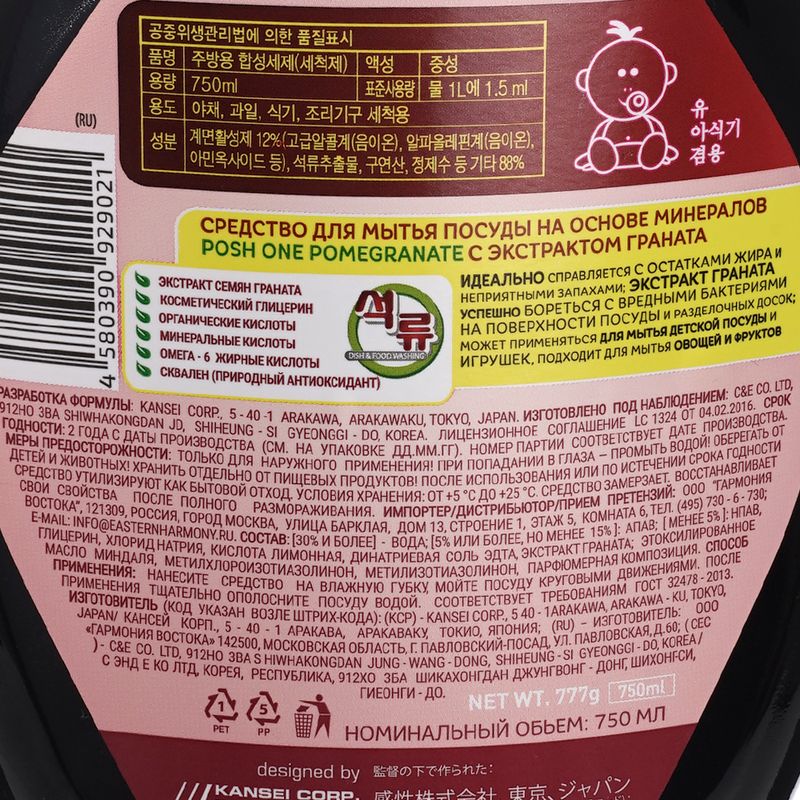 공중위생관리법에 의한 품질표시
품명 주방용 합성세제(세척제) 액성 중성
용량 750ml 표준사용량 물 1L에 1.5 ml
용도 야채, 과일, 식기, 조리기구 세척용
성분 계면활성제 12%(고급알콜계(음이온), 알파올레핀계(음이온),
아민옥사이드 등), 석류추출물, 구연산, 정제수 등 기타 88%
유
아식기
겸용
(RU)
4 580390 929021
СРЕДСТВО ДЛЯ МЫТЬЯ ПОСУДЫ НА ОСНОВЕ МИНЕРАЛОВ
POSH ONE POMEGRANATE С ЭКСТРАКТОМ ГРАНАТА
ЭКСТРАКТ СЕМЯН ГРАНАТА
КОСМЕТИЧЕСКИЙ ГЛИЦЕРИН
ОРГАНИЧЕСКИЕ КИСЛОТЫ
МИНЕРАЛЬНЫЕ КИСЛОТЫ
ОМЕГА - 6 ЖИРНЫЕ КИСЛОТЫ
СКВАЛЕН (ПРИРОДНЫЙ АНТИОКСИДАНТ)
석류
DISH & FOOD WASHING
ИДЕАЛЬНО СПРАВЛЯЕТСЯ С ОСТАТКАМИ ЖИРА И
НЕПРИЯТНЫМИ ЗАПАХАМИ; ЭКСТРАКТ ГРАНАТА
УСПЕШНО БОРЕТЬСЯ С ВРЕДНЫМИ БАКТЕРИЯМИ
НА ПОВЕРХНОСТИ ПОСУДЫ И РАЗДЕЛОЧНЫХ ДОСОК;
МОЖЕТ ПРИМЕНЯТЬСЯ ДЛЯ МЫТЬЯ ДЕТСКОЙ ПОСУДЫ И
ИГРУШЕК, ПОДХОДИТ ДЛЯ МЫТЬЯ ОВОЩЕЙ И ФРУКТОВ
РАЗРАБОТКА ФОРМУЛЫ: KANSEI CORP., 5 - 40 -1 ARAKAWA, ARAKAWAKU, TOKYO, JAPAN. ИЗГОТОВЛЕНО ПОД НАБЛЮДЕНИЕМ: C&E CO. LTD,
912HO 3BA SHIWHAKONGDAN JD, SHIHEUNG - SI GYEONGGI - DO, KOREA. ЛИЦЕНЗИОННОЕ СОГЛАШЕНИЕ LC 1324 ОТ 04.02.2016. СРОК
ГОДНОСТИ: 2 ГОДА С ДАТЫ ПРОИЗВОДСТВА (СМ. НА УПАКОВКЕ ДД.ММ.ГГ). НОМЕР ПАРТИИ СООТВЕТСТВУЕТ ДАТЕ ПРОИЗВОДСТВА.
МЕРЫ ПРЕДОСТОРОЖНОСТИ: ТОЛЬКО ДЛЯ НАРУЖНОГО ПРИМЕНЕНИЯ! ПРИ ПОПАДАНИИ В ГЛАЗА – ПРОМЫТЬ ВОДОЙ! ОБЕРЕГАТЬ ОТ
ДЕТЕЙ И ЖИВОТНЫХ! ХРАНИТЬ ОТДЕЛЬНО ОТ ПИЩЕВЫХ ПРОДУКТОВ! ПОСЛЕ ИСПОЛЬЗОВАНИЯ ИЛИ ПО ИСТЕЧЕНИИ СРОКА ГОДНОСТИ
СРЕДСТВО УТИЛИЗИРУЮТ КАК БЫТОВОЙ ОТХОД. УСЛОВИЯ ХРАНЕНИЯ: ОТ +5 °С ДО +25 °С. СРЕДСТВО ЗАМЕРЗАЕТ. ВОССТАНАВЛИВАЕТ
СВОИ СВОЙСТВА ПОСЛЕ ПОЛНОГО РАЗМОРАЖИВАНИЯ. ИМПОРТЕР/ДИСТРИБЬЮТОР/ПРИЕМ ПРЕТЕНЗИЙ: ООО "ГАРМОНИЯ
ВОСТОКА", 121309, РОССИЯ, ГОРОД МОСКВА, УЛИЦА БАРКЛАЯ, ДОМ 13, СТРОЕНИЕ 1, ЭТАЖ 5, КОМНАТА 6, ТЕЛ. (495) 730 - 6 - 730;
E-MAIL: INFO@EASTERNHARMONY.RU. СОСТАВ: [30% И БОЛЕЕ] - ВОДА; [5% ИЛИ БОЛЕЕ, НО МЕНЕЕ 15%]: АПАВ; [ МЕНЕЕ 5%]: НПАВ,
ГЛИЦЕРИН, ХЛОРИД НАТРИЯ, КИСЛОТА ЛИМОННАЯ, ДИНАТРИЕВАЯ СОЛЬ ЭДТА, ЭКСТРАКТ ГРАНАТА; ЭТОКСИЛИРОВАННОЕ
МАСЛО МИНДАЛЯ, МЕТИЛХЛОРОИЗОТИАЗОЛИНОН, МЕТИЛИЗОТИАЗОЛИНОН, ПАРФЮМЕРНАЯ КОМПОЗИЦИЯ. СПОСОБ
ПРИМЕНЕНИЯ: НАНЕСИТЕ СРЕДСТВО НА ВЛАЖНУЮ ГУБКУ, МОЙТЕ ПОСУДУ КРУГОВЫМИ ДВИЖЕНИЯМИ. ПОСЛЕ
ПРИМЕНЕНИЯ ТЩАТЕЛЬНО ОПОЛОСНИТЕ ПОСУДУ ВОДОЙ. СООТВЕТСТВУЕТ ТРЕБОВАНИЯМ ГОСТ 32478 - 2013.
ИЗГОТОВИТЕЛЬ (КОД УКАЗАН ВОЗЛЕ ШТРИХ-КОДА): (KCP) - KANSEI CORP., 5 40 -1 ARAKAWA, ARAKAWA - KU, TOKYO,
JAPAN/ КАНСЕЙ КОРП., 5 - 40 - 1 АРАКАВА, АРАКАВАКУ, ТОКИО, ЯПОНИЯ; (RU) – ИЗГОТОВИТЕЛЬ: ООО
«ГАРМОНИЯ ВОСТОКА» 142500, МОСКОВСКАЯ ОБЛАСТЬ, Г. ПАВЛОВСКИЙ-ПОСАД, УЛ. ПАВЛОВСКАЯ, Д.60; ( CEC
) - C&E CO. LTD, 912HO 3BA S HIWHAKONGDAN JUNG - WANG - DONG, SHIHEUNG - SI GYEONGGI - DO, KOREA /
С ЭНД Е КО ЛТД, КОРЕЯ, РЕСПУБЛИКА, 912ХО 3БА ШИКАХОНГДАН ДЖУНГВОНГ - ДОНГ, ШИХОНГ-СИ,
ГИЕОНГИ - ДО.
NET WT. 777g 750ml
1 PET 5 PP
НОМИНАЛЬНЫЙ ОБЪЕМ: 750 МЛ
designed by 監督の下で作られた:
KANSEI CORP. 感性株式会社, 東京, ジャパン